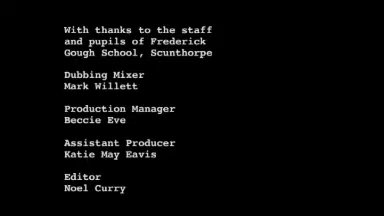 With thanks to the staff
and pupils of Frederick
Gough School, Scunthorpe
Dubbing Mixer
Mark Willett
Production Manager
Beccie Eve
Assistant Producer
Katie May Eavis
Editor
Noel Curry